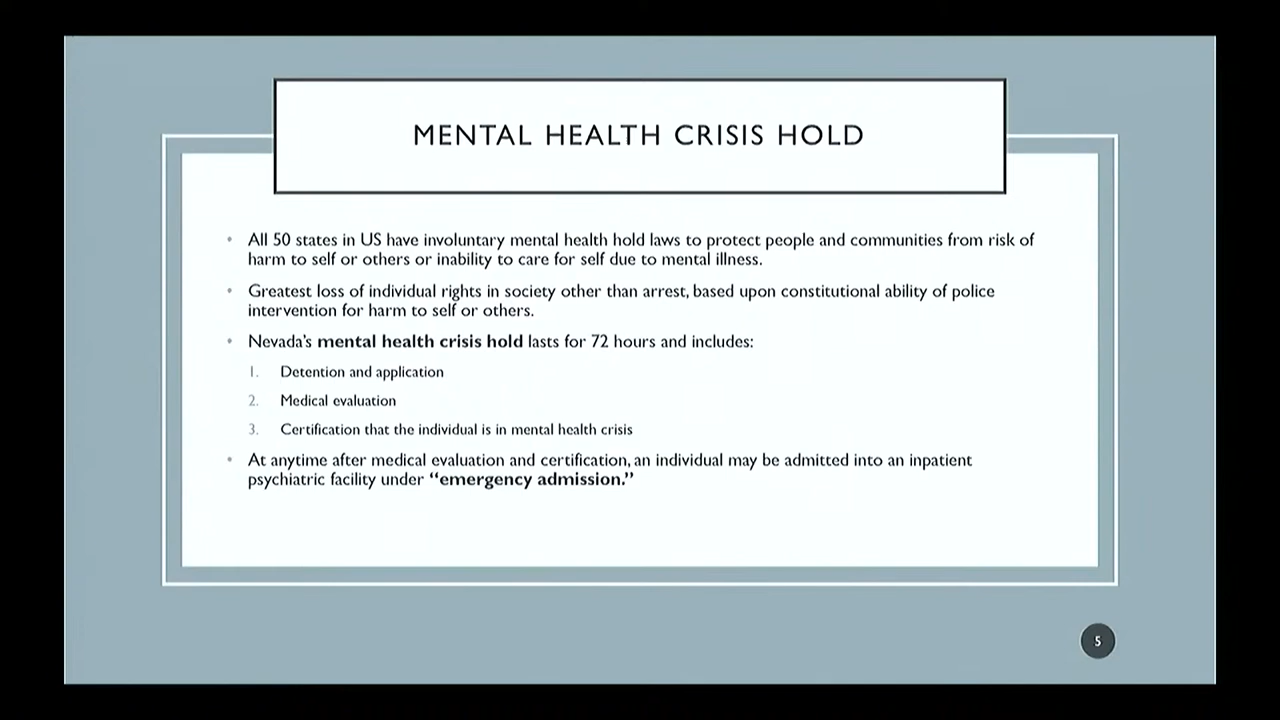 MENTAL HEALTH CRISIS HOLD
• All 50 states in US have involuntary mental health hold laws to protect people and communities from risk of
harm to self or others or inability to care for self due to mental illness.
• Greatest loss of individual rights in society other than arrest, based upon constitutional ability of police
intervention for harm to self or others.
• Nevada’s mental health crisis hold lasts for 72 hours and includes:
1. Detention and application
2. Medical evaluation
3. Certification that the individual is in mental health crisis
• At anytime after medical evaluation and certification, an individual may be admitted into an inpatient
psychiatric facility under “emergency admission.”
5